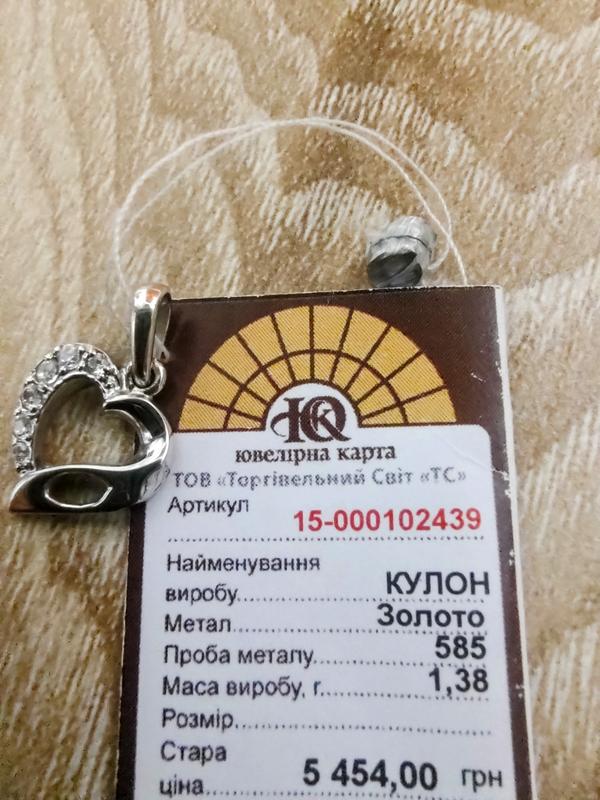 ЮК
ювелірна карта
ТОВ «Торгівельний Світ «ТС»
Артикул
15-000102439
Найменування
виробу КУЛОН
Метал Золото
Проба металу 585
Маса виробу, г. 1,38
Розмір
Стара
ціна 5 454,00 грн